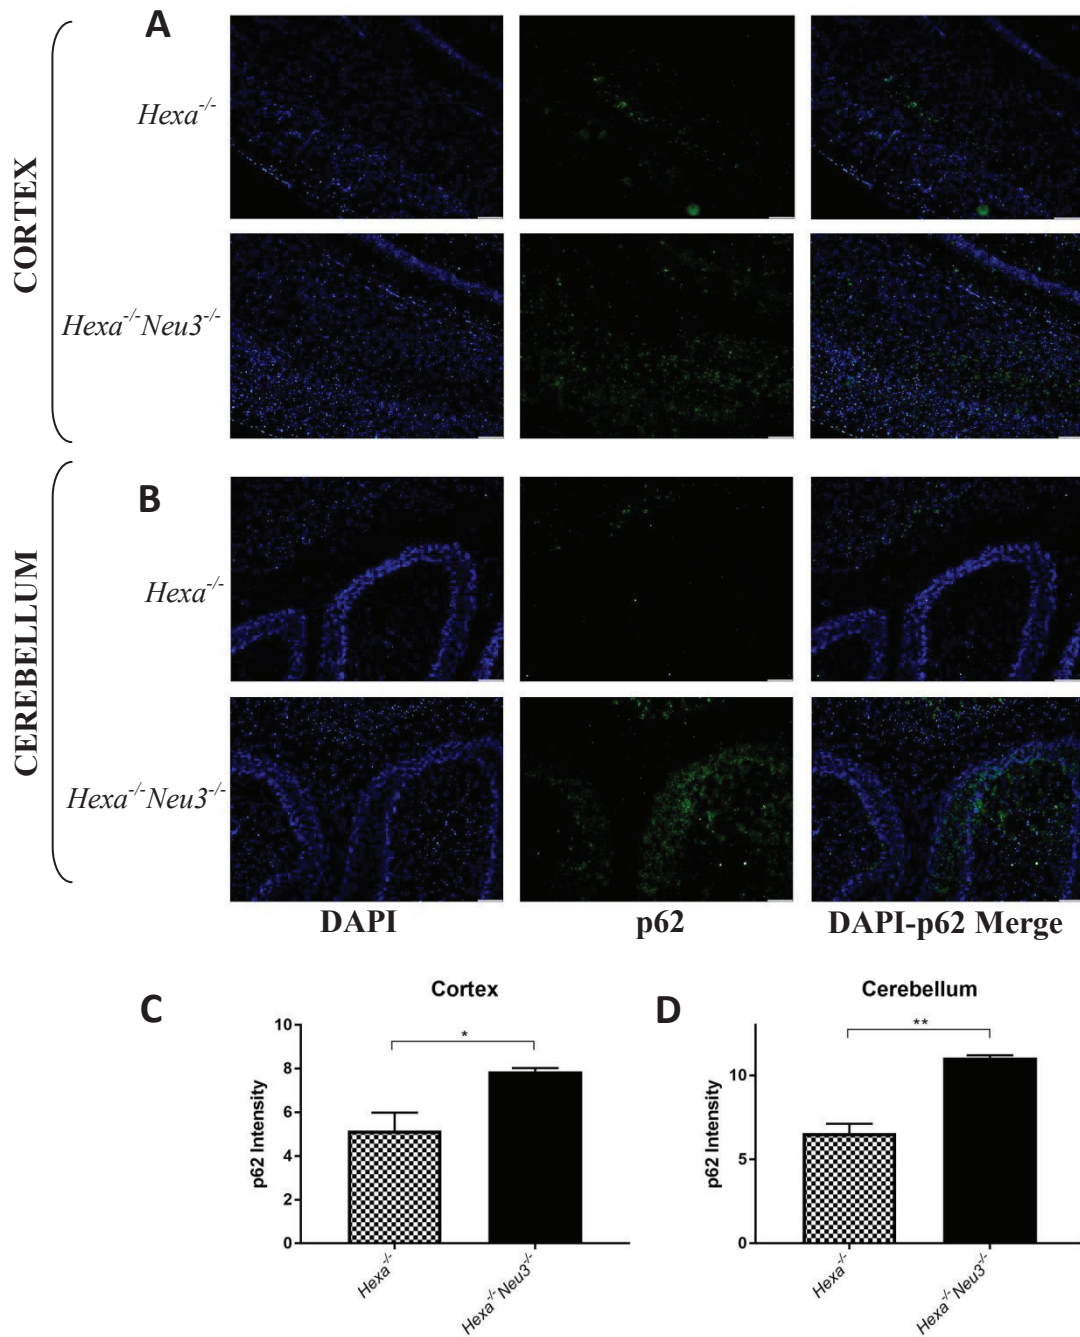 A
CORTEX
Hexa-/-
Hexa-/-Neu3-/-
B
CEREBELLUM
Hexa-/-
Hexa-/-Neu3-/-
DAPI
p62
DAPI-p62 Merge
C
Cortex
p62 Intensity
10
8
6
4
2
0
*
Hexa-/-
Hexa-/-Neu3-/-
D
Cerebellum
p62 Intensity
10
5
0
**
Hexa-/-
Hexa-/-Neu3-/-